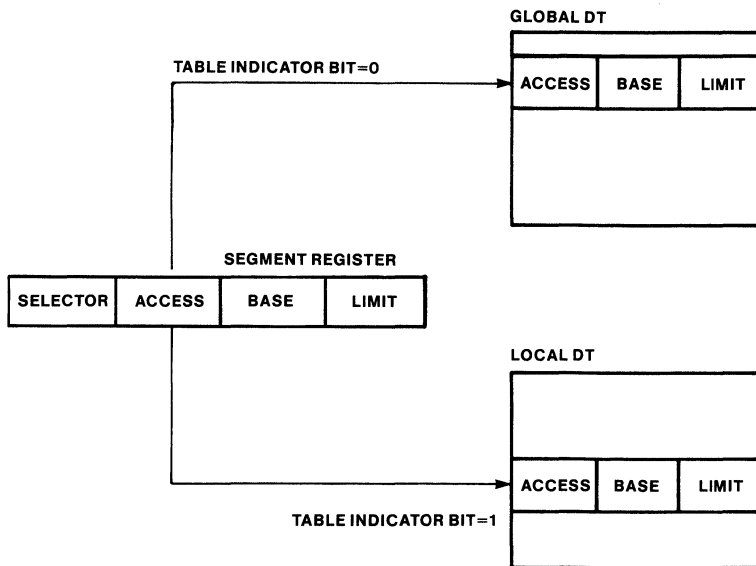 GLOBAL DT
TABLE INDICATOR BIT=0
ACCESS BASE LIMIT
SEGMENT REGISTER
SELECTOR ACCESS BASE LIMIT
LOCAL DT
ACCESS BASE LIMIT
TABLE INDICATOR BIT=1